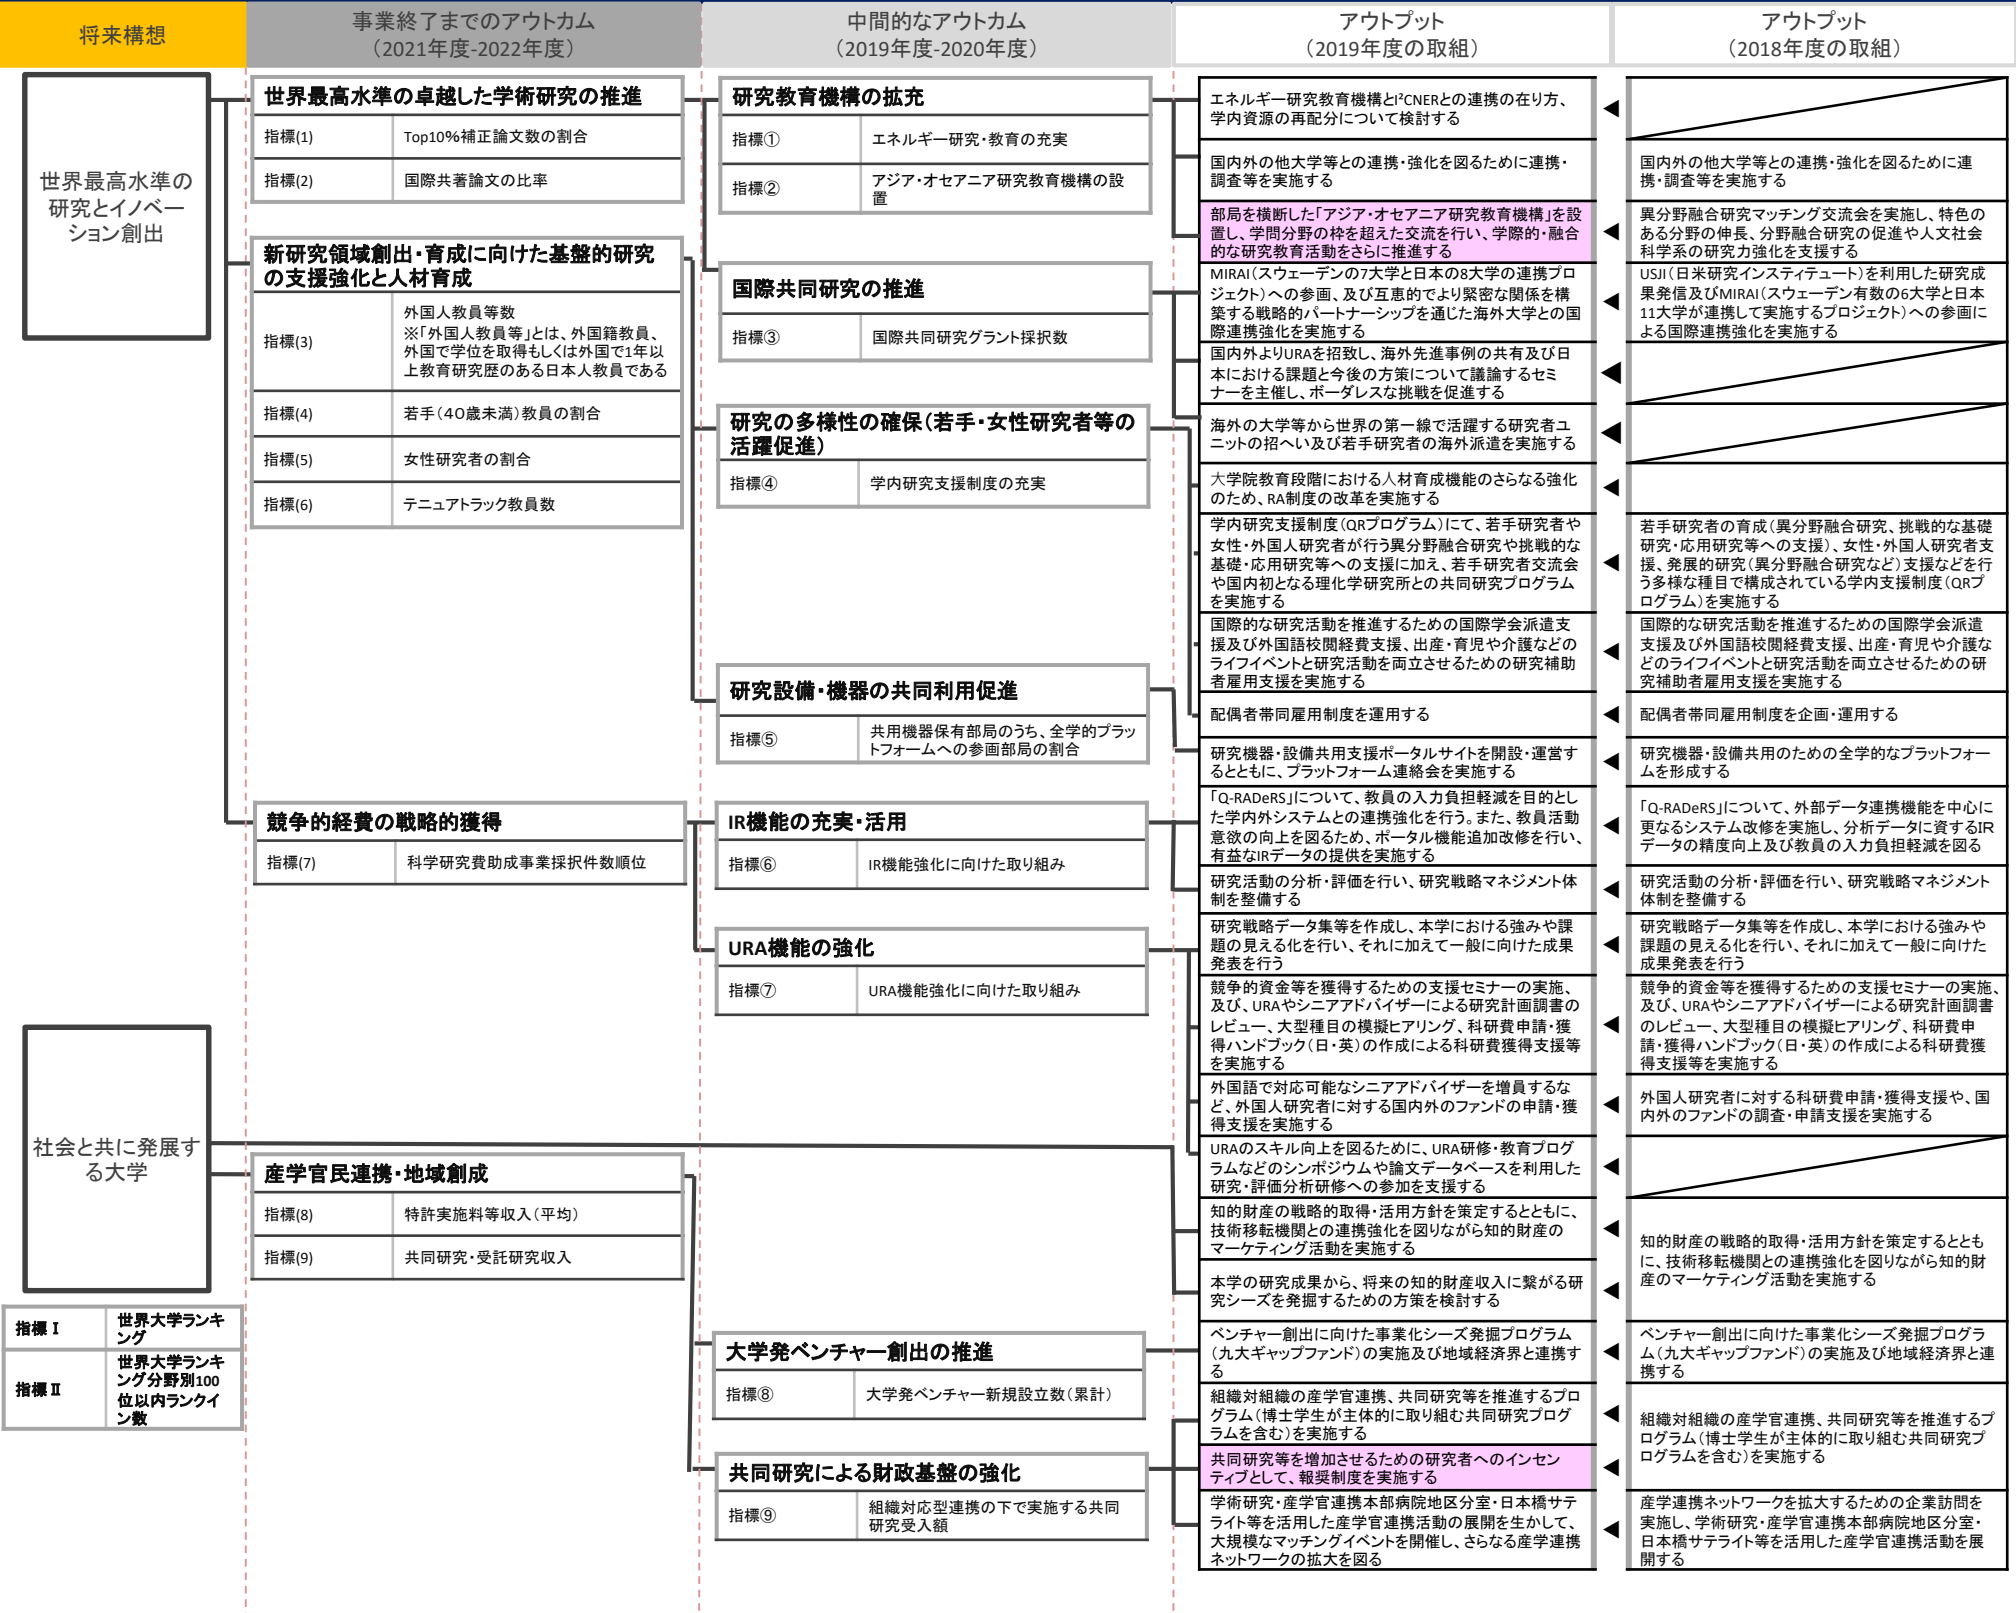 将来構想
事業終了までのアウトカム
（2021年度-2022年度）
中間的なアウトカム
（2019年度-2020年度）
アウトプット
（2019年度の取組）
アウトプット
（2018年度の取組）
世界最高水準の
研究とイノベー
ション創出
社会と共に発展す
る大学
指標Ⅰ
世界大学ランキ
ング
指標Ⅱ
世界大学ランキ
ング分野別100
位以内ランクイ
ン数
世界最高水準の卓越した学術研究の推進
指標(1)
Top10%補正論文数の割合
指標(2)
国際共著論文の比率
新研究領域創出・育成に向けた基盤的研究
の支援強化と人材育成
指標(3)
外国人教員等数
※「外国人教員等」とは、外国籍教員、
外国で学位を取得もしくは外国で1年以
上教育研究歴のある日本人教員である
指標(4)
若手（40歳未満）教員の割合
指標(5)
女性研究者の割合
指標(6)
テニュアトラック教員数
競争的経費の戦略的獲得
指標(7)
科学研究費助成事業採択件数順位
産学官民連携・地域創成
指標(8)
特許実施料等収入（平均）
指標(9)
共同研究・受託研究収入
研究教育機構の拡充
指標①
エネルギー研究・教育の充実
指標②
アジア・オセアニア研究教育機構の設
置
国際共同研究の推進
指標③
国際共同研究グラント採択数
研究の多様性の確保（若手・女性研究者等の
活躍促進）
指標④
学内研究支援制度の充実
研究設備・機器の共同利用促進
指標⑤
共用機器保有部局のうち、全学的プラッ
トフォームへの参画部局の割合
IR機能の充実・活用
指標⑥
IR機能強化に向けた取り組み
URA機能の強化
指標⑦
URA機能強化に向けた取り組み
大学発ベンチャー創出の推進
指標⑧
大学発ベンチャー新規設立数（累計）
共同研究による財政基盤の強化
指標⑨
組織対応型連携の下で実施する共同
研究受入額
エネルギー研究教育機構とI²CNERとの連携の在り方、
学内資源の再配分について検討する
国内外の他大学等との連携・強化を図るために連携・
調査等を実施する
部局を横断した「アジア・オセアニア研究教育機構」を設
置し、学問分野の枠を超えた交流を行い、学際的・融合
的な研究教育活動をさらに推進する
MIRAI（スウェーデンの7大学と日本の8大学の連携プロ
ジェクト）への参画、及び互恵的でより緊密な関係を構
築する戦略的パートナーシップを通じた海外大学との国
際連携強化を実施する
国内外よりURAを招致し、海外先進事例の共有及び日
本における課題と今後の方策について議論するセミ
ナーを主催し、ボーダレスな挑戦を促進する
海外の大学等から世界の第一線で活躍する研究者ユ
ニットの招へい及び若手研究者の海外派遣を実施する
大学院教育段階における人材育成機能のさらなる強化
のため、RA制度の改革を実施する
学内研究支援制度（QRプログラム）にて、若手研究者や
女性・外国人研究者が行う異分野融合研究や挑戦的な
基礎・応用研究等への支援に加え、若手研究者交流会
や国内初となる理化学研究所との共同研究プログラム
を実施する
国際的な研究活動を推進するための国際学会派遣支
援及び外国語校閲経費支援、出産・育児や介護などの
ライフイベントと研究活動を両立させるための研究補助
者雇用支援を実施する
配偶者帯同雇用制度を運用する
研究機器・設備共用支援ポータルサイトを開設・運営す
るとともに、プラットフォーム連絡会を実施する
「Q-RADeRS」について、教員の入力負担軽減を目的とし
た学内外システムとの連携強化を行う。また、教員活動
意欲の向上を図るため、ポータル機能追加改修を行い、
有益なIRデータの提供を実施する
研究活動の分析・評価を行い、研究戦略マネジメント体
制を整備する
研究戦略データ集等を作成し、本学における強みや課
題の見える化を行い、それに加えて一般に向けた成果
発表を行う
競争的資金等を獲得するための支援セミナーの実施、
及び、URAやシニアアドバイザーによる研究計画調書の
レビュー、大型種目の模擬ヒアリング、科研費申請・獲
得ハンドブック（日・英）の作成による科研費獲得支援等
を実施する
外国語で対応可能なシニアアドバイザーを増員するな
ど、外国人研究者に対する国内外のファンドの申請・獲
得支援を実施する
URAのスキル向上を図るために、URA研修・教育プログ
ラムなどのシンポジウムや論文データベースを利用した
研究・評価分析研修への参加を支援する
知的財産の戦略的取得・活用方針を策定するとともに、
技術移転機関との連携強化を図りながら知的財産の
マーケティング活動を実施する
本学の研究成果から、将来の知的財産収入に繋がる研
究シーズを発掘するための方策を検討する
ベンチャー創出に向けた事業化シーズ発掘プログラム
（九大ギャップファンド）の実施及び地域経済界と連携す
る
組織対組織の産学官連携、共同研究等を推進するプロ
グラム（博士学生が主体的に取り組む共同研究プログ
ラムを含む）を実施する
共同研究等を増加させるための研究者へのインセン
ティブとして、報奨制度を実施する
学術研究・産学官連携本部病院地区分室・日本橋サテ
ライト等を活用した産学官連携活動の展開を生かして、
大規模なマッチングイベントを開催し、さらなる産学連携
ネットワークの拡大を図る
国内外の他大学等との連携・強化を図るために連
携・調査等を実施する
異分野融合研究マッチング交流会を実施し、特色の
ある分野の伸長、分野融合研究の促進や人文社会
科学系の研究力強化を支援する
USJI（日米研究インスティテュート）を利用した研究成
果発信及びMIRAI（スウェーデン有数の6大学と日本
11大学が連携して実施するプロジェクト）への参画によ
る国際連携強化を実施する
若手研究者の育成（異分野融合研究、挑戦的な基礎
研究・応用研究等への支援）、女性・外国人研究者支
援、発展的研究（異分野融合研究など）支援などを行
う多様な種目で構成されている学内支援制度（QRプ
ログラム）を実施する
国際的な研究活動を推進するための国際学会派遣
支援及び外国語校閲経費支援、出産・育児や介護な
どのライフイベントと研究活動を両立させるための研
究補助者雇用支援を実施する
配偶者帯同雇用制度を企画・運用する
研究機器・設備共用のための全学的なプラットフォー
ムを形成する
「Q-RADeRS」について、外部データ連携機能を中心に
更なるシステム改修を実施し、分析データに資するIR
データの精度向上及び教員の入力負担軽減を図る
研究活動の分析・評価を行い、研究戦略マネジメント
体制を整備する
研究戦略データ集等を作成し、本学における強みや
課題の見える化を行い、それに加えて一般に向けた
成果発表を行う
競争的資金等を獲得するための支援セミナーの実施、
及び、URAやシニアアドバイザーによる研究計画調書
のレビュー、大型種目の模擬ヒアリング、科研費申
請・獲得ハンドブック（日・英）の作成による科研費獲
得支援等を実施する
外国人研究者に対する科研費申請・獲得支援や、国
内外のファンドの調査・申請支援を実施する
知的財産の戦略的取得・活用方針を策定するととも
に、技術移転機関との連携強化を図りながら知的財
産のマーケティング活動を実施する
ベンチャー創出に向けた事業化シーズ発掘プログラ
ム（九大ギャップファンド）の実施及び地域経済界と連
携する
組織対組織の産学官連携、共同研究等を推進するプ
ログラム（博士学生が主体的に取り組む共同研究プ
ログラムを含む）を実施する
産学連携ネットワークを拡大するための企業訪問を
実施し、学術研究・産学官連携本部病院地区分室・
日本橋サテライト等を活用した産学官連携活動を展
開する